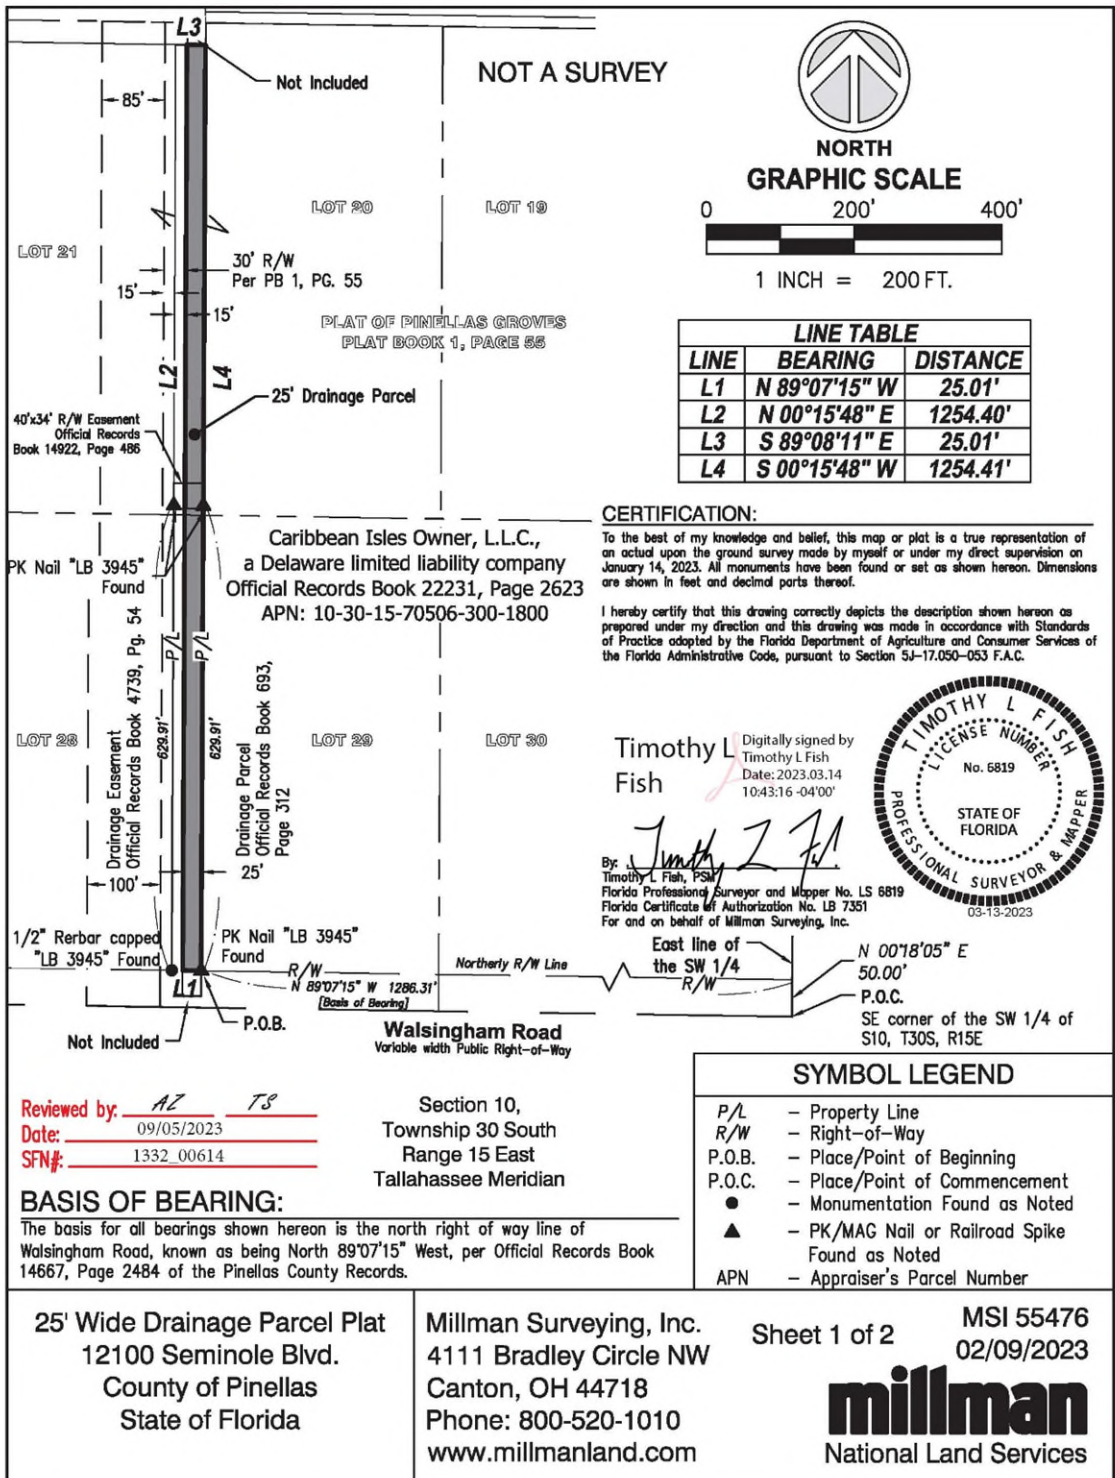 L3
Not Included
NOT A SURVEY
85'
NORTH
GRAPHIC SCALE
0 200' 400'
1 INCH = 200 FT.
LOT 20
LOT 19
LOT 21
30' R/W
Per PB 1, PG. 55
15'
15'
PLAT OF PINELLAS GROVES
PLAT BOOK 1, PAGE 55
L2
L4
25' Drainage Parcel
40'x34' R/W Easement
Official Records
Book 14922, Page 486
LINE TABLE
LINE BEARING DISTANCE
L1 N 89°07'15" W 25.01'
L2 N 00°15'48" E 1254.40'
L3 S 89°08'11" E 25.01'
L4 S 00°15'48" W 1254.41'
CERTIFICATION:
To the best of my knowledge and belief, this map or plat is a true representation of
an actual upon the ground survey made by myself or under my direct supervision on
January 14, 2023. All monuments have been found or set as shown hereon. Dimensions
are shown in feet and decimal parts thereof.
I hereby certify that this drawing correctly depicts the description shown hereon as
prepared under my direction and this drawing was made in accordance with Standards
of Practice adopted by the Florida Department of Agriculture and Consumer Services of
the Florida Administrative Code, pursuant to Section 5J-17.050-053 F.A.C.
PK Nail "LB 3945"
Found
Caribbean Isles Owner, L.L.C.,
a Delaware limited liability company
Official Records Book 22231, Page 2623
APN: 10-30-15-70506-300-1800
P/L
P/L
Drainage Easement
Official Records Book 4739, Pg. 54
629.91'
629.91'
Drainage Parcel
Official Records Book 693,
Page 312
LOT 28
LOT 29
LOT 30
100'
25'
Timothy L
Fish
Digitally signed by
Timothy L Fish
Date: 2023.03.14
10:43:16 -04'00'
TIMOTHY L FISH
LICENSE NUMBER
No. 6819
STATE OF
FLORIDA
PROFESSIONAL SURVEYOR & MAPPER
03-13-2023
By: Timothy L Fish
Timothy L Fish, PSM
Florida Professional Surveyor and Mapper No. LS 6819
Florida Certificate of Authorization No. LB 7351
For and on behalf of Millman Surveying, Inc.
1/2" Rerbar capped
"LB 3945" Found
PK Nail "LB 3945"
Found
R/W
Northerly R/W Line
N 89°07'15" W 1286.31'
[Basis of Bearing]
East line of
the SW 1/4
R/W
N 00°18'05" E
50.00'
P.O.C.
SE corner of the SW 1/4 of
S10, T30S, R15E
L1
P.O.B.
Not Included
Walsingham Road
Variable width Public Right-of-Way
Reviewed by: AZ TS
Date: 09/05/2023
SFN#: 1332_00614
Section 10,
Township 30 South
Range 15 East
Tallahassee Meridian
BASIS OF BEARING:
The basis for all bearings shown hereon is the north right of way line of
Walsingham Road, known as being North 89°07'15" West, per Official Records Book
14667, Page 2484 of the Pinellas County Records.
SYMBOL LEGEND
P/L – Property Line
R/W – Right-of-Way
P.O.B. – Place/Point of Beginning
P.O.C. – Place/Point of Commencement
● – Monumentation Found as Noted
▲ – PK/MAG Nail or Railroad Spike
Found as Noted
APN – Appraiser's Parcel Number
25' Wide Drainage Parcel Plat
12100 Seminole Blvd.
County of Pinellas
State of Florida
Millman Surveying, Inc.
4111 Bradley Circle NW
Canton, OH 44718
Phone: 800-520-1010
www.millmanland.com
Sheet 1 of 2
MSI 55476
02/09/2023
millman
National Land Services